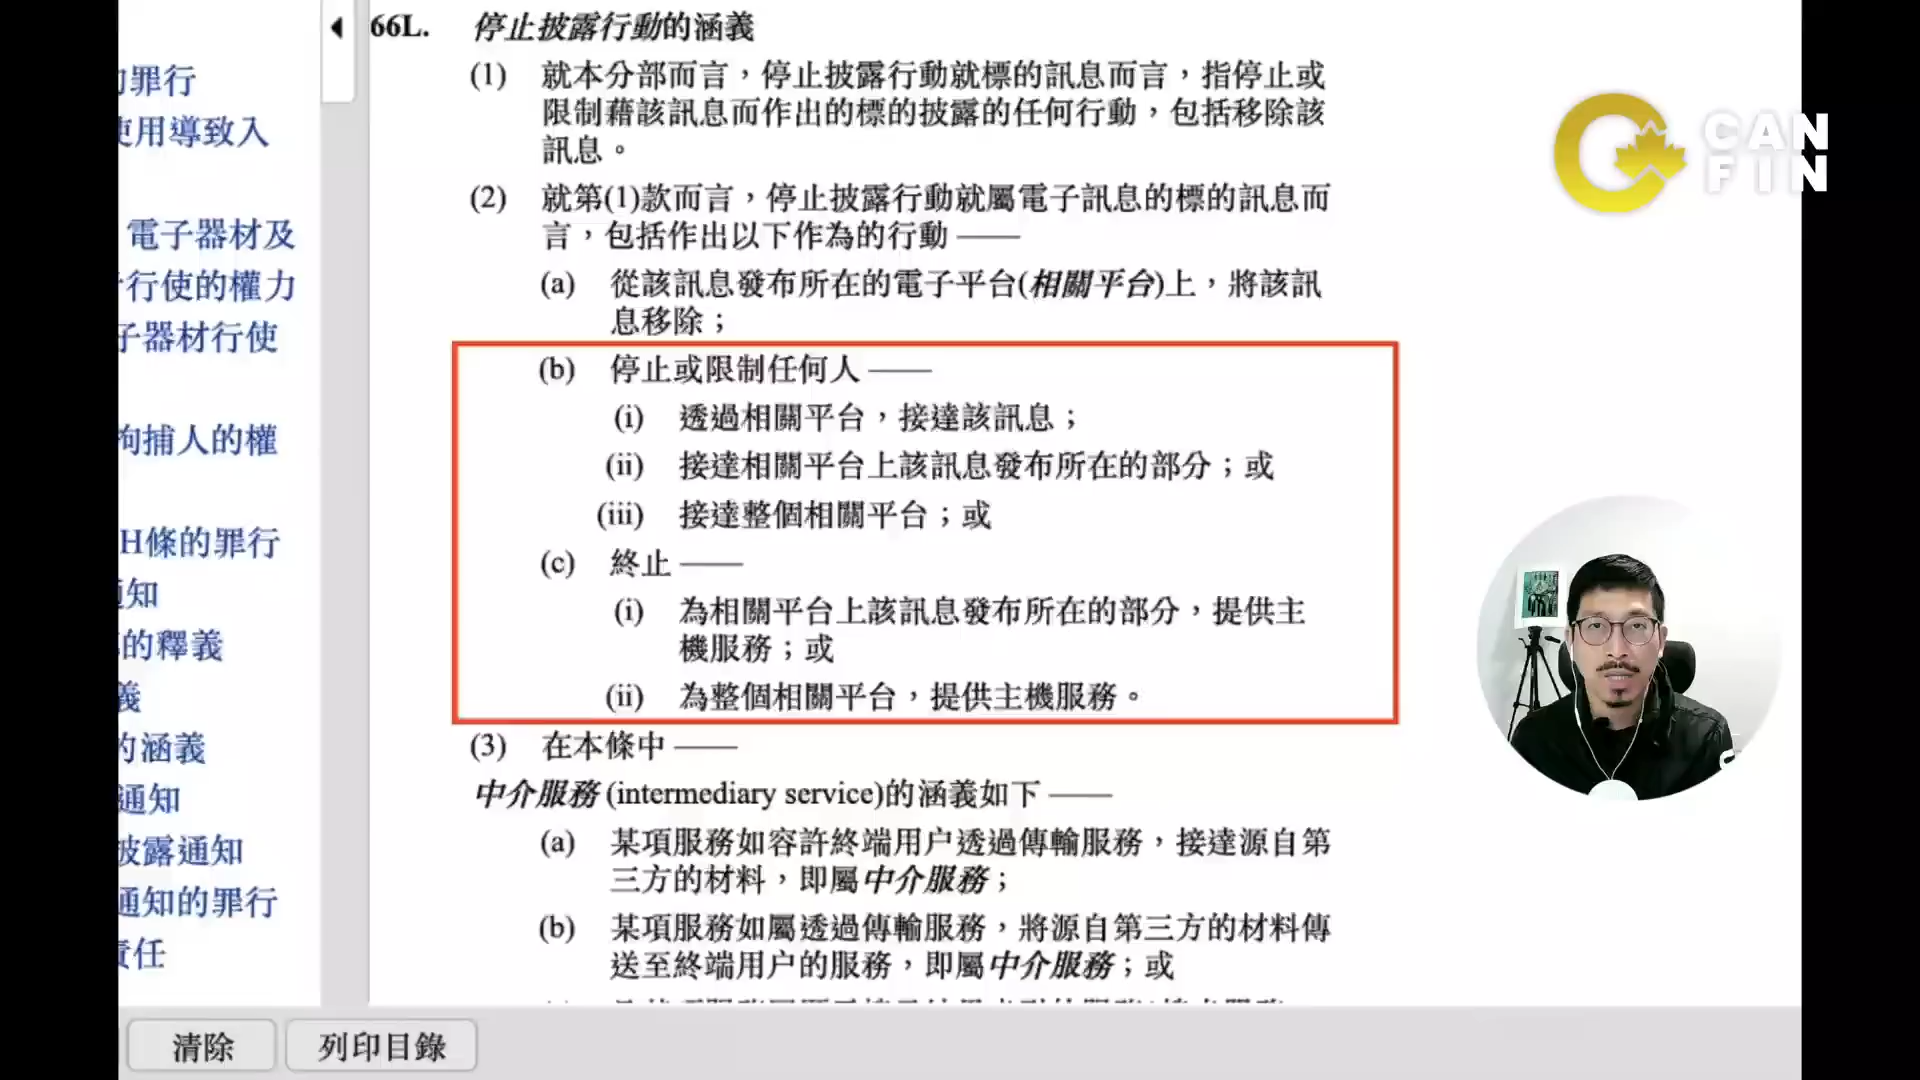 罪行
使用導致入
電子器材及
行使的權力
子器材行使
拘捕人的權
H條的罪行
通知
的釋義
義
的涵義
通知
披露通知
通知的罪行
責任
66L. 停止披露行動的涵義
(1) 就本分部而言，停止披露行動就標的訊息而言，指停止或
限制藉該訊息而作出的標的披露的任何行動，包括移除該
訊息。
(2) 就第(1)款而言，停止披露行動就屬電子訊息的標的訊息而
言，包括作出以下作為的行動 ——
(a) 從該訊息發布所在的電子平台(相關平台)上，將該訊
息移除；
(b) 停止或限制任何人 ——
(i) 透過相關平台，接達該訊息；
(ii) 接達相關平台上該訊息發布所在的部分；或
(iii) 接達整個相關平台；或
(c) 終止 ——
(i) 為相關平台上該訊息發布所在的部分，提供主
機服務；或
(ii) 為整個相關平台，提供主機服務。
(3) 在本條中 ——
中介服務 (intermediary service)的涵義如下 ——
(a) 某項服務如容許終端用户透過傳輸服務，接達源自第
三方的材料，即屬中介服務；
(b) 某項服務如屬透過傳輸服務，將源自第三方的材料傳
送至終端用户的服務，即屬中介服務；或
清除
列印目錄
CAN
FIN